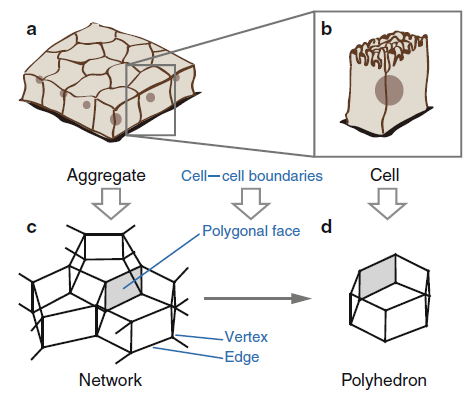 a
b
Aggregate
Cell–cell boundaries
Cell
c
Polygonal face
d
Vertex
Edge
Network
Polyhedron